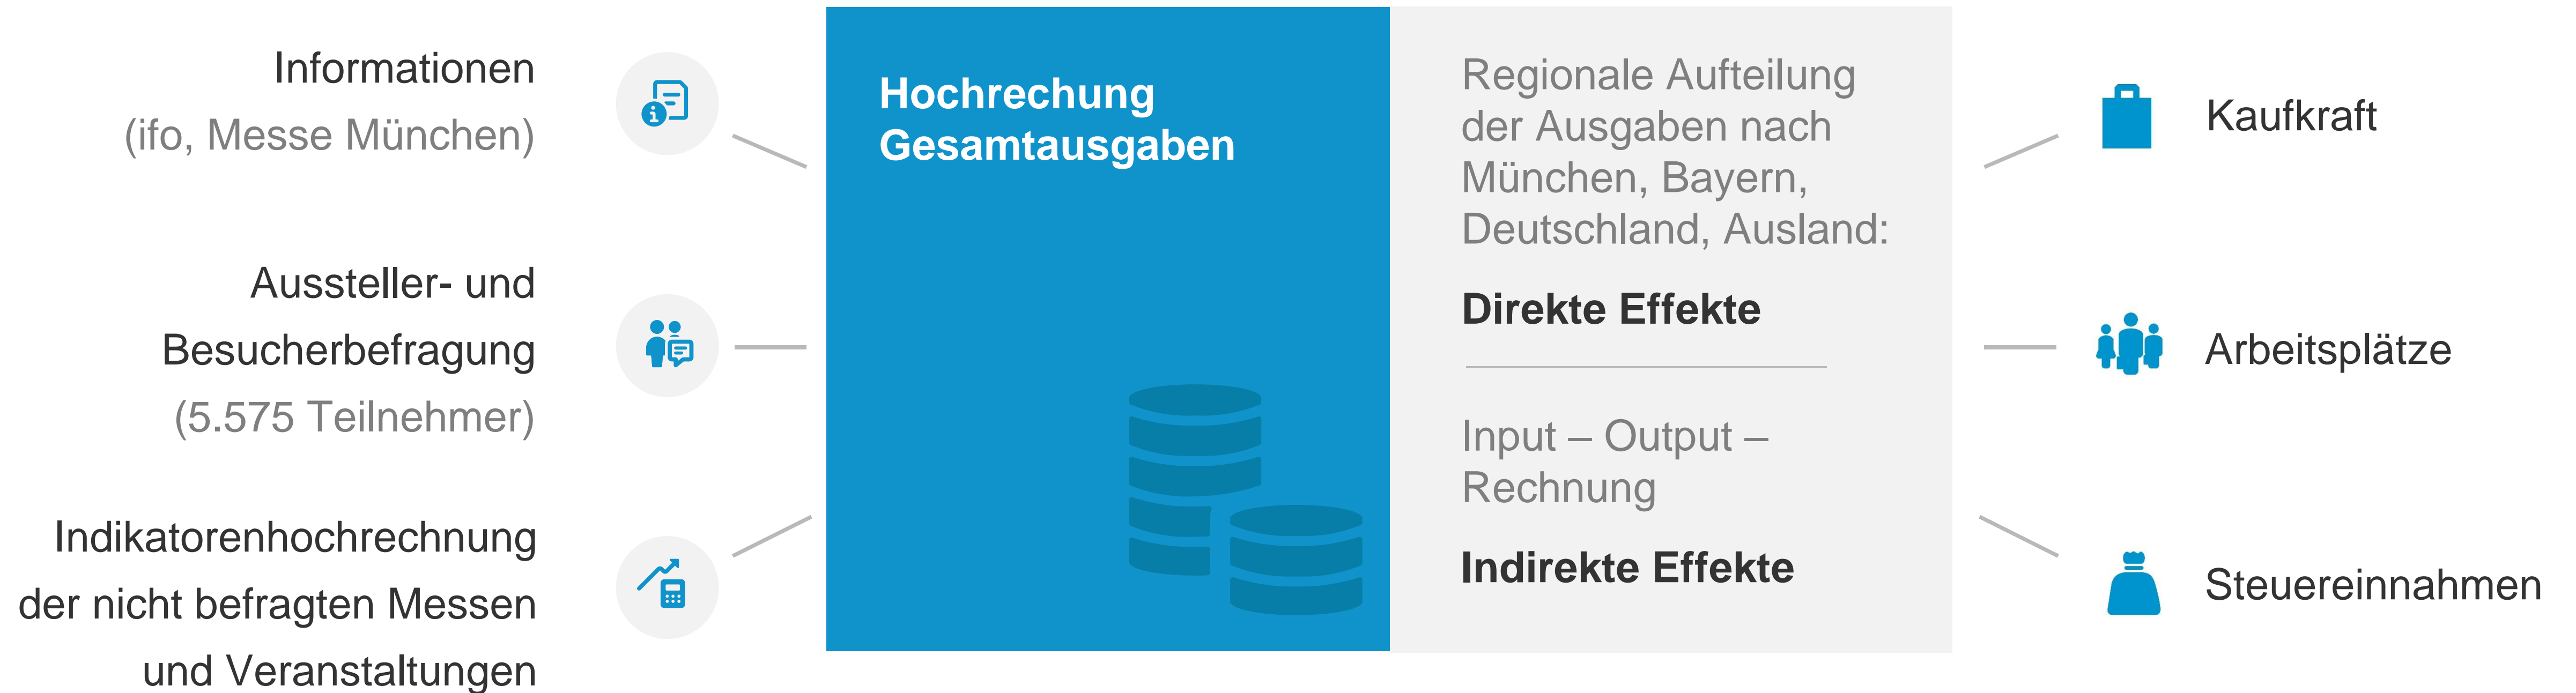 Informationen
(ifo, Messe München)
Aussteller- und
Besucherbefragung
(5.575 Teilnehmer)
Indikatorenhochrechnung
der nicht befragten Messen
und Veranstaltungen
Hochrechung
Gesamtausgaben
Regionale Aufteilung
der Ausgaben nach
München, Bayern,
Deutschland, Ausland:
Direkte Effekte
Input – Output –
Rechnung
Indirekte Effekte
Kaufkraft
Arbeitsplätze
Steuereinnahmen